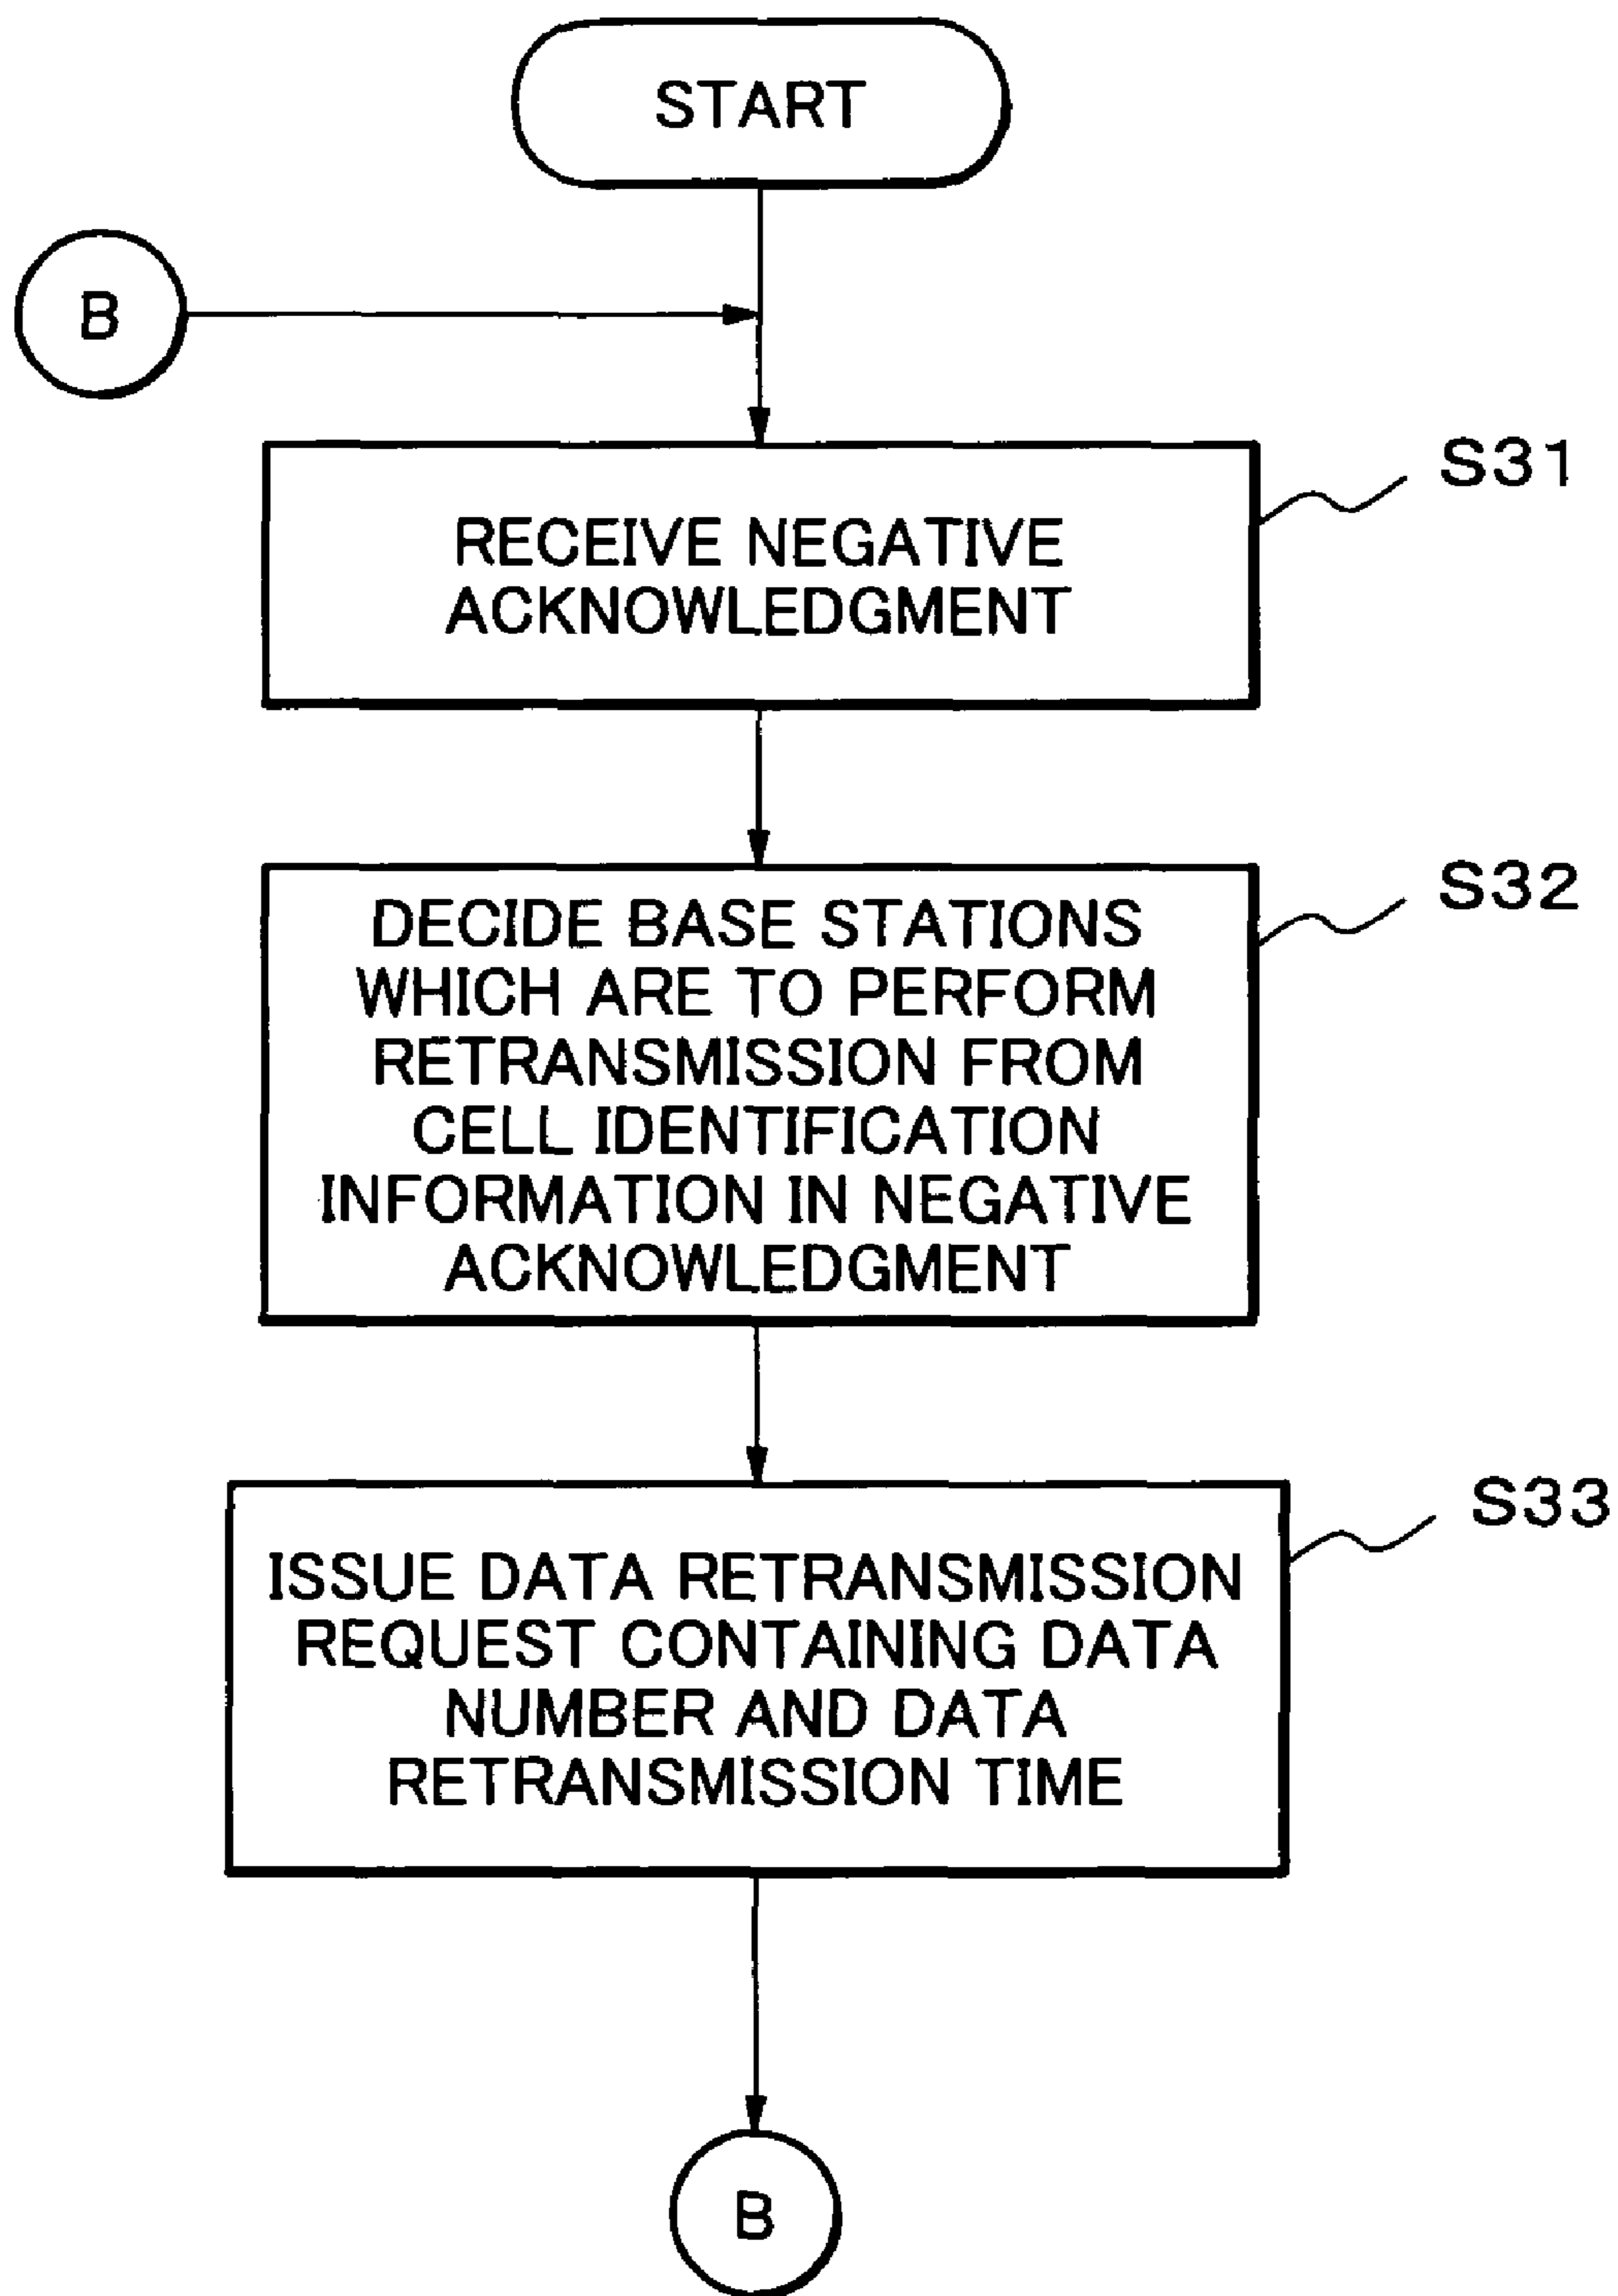 START
B
S31
RECEIVE NEGATIVE
ACKNOWLEDGMENT
S32
DECIDE BASE STATIONS
WHICH ARE TO PERFORM
RETRANSMISSION FROM
CELL IDENTIFICATION
INFORMATION IN NEGATIVE
ACKNOWLEDGMENT
S33
ISSUE DATA RETRANSMISSION
REQUEST CONTAINING DATA
NUMBER AND DATA
RETRANSMISSION TIME
B